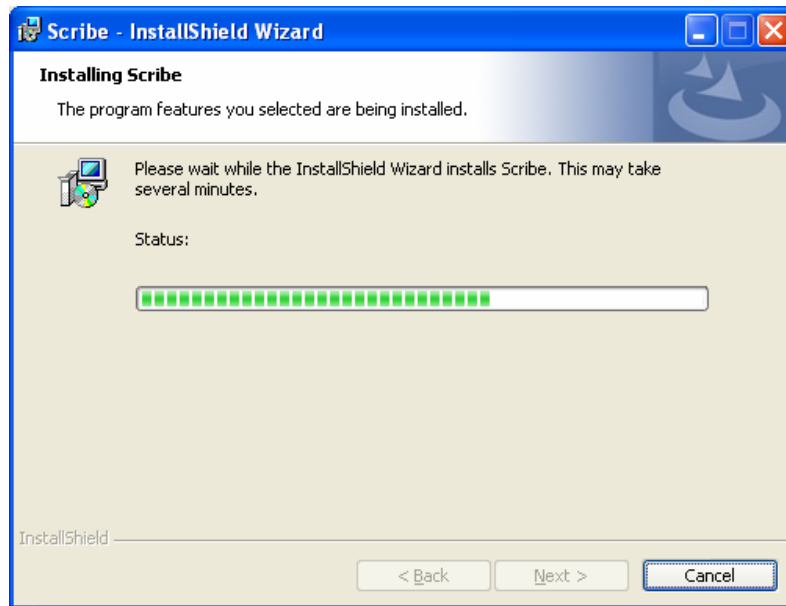 Scribe - InstallShield Wizard
Installing Scribe
The program features you selected are being installed.
Please wait while the InstallShield Wizard installs Scribe. This may take
several minutes.
Status:
InstallShield
< Back
Next >
Cancel